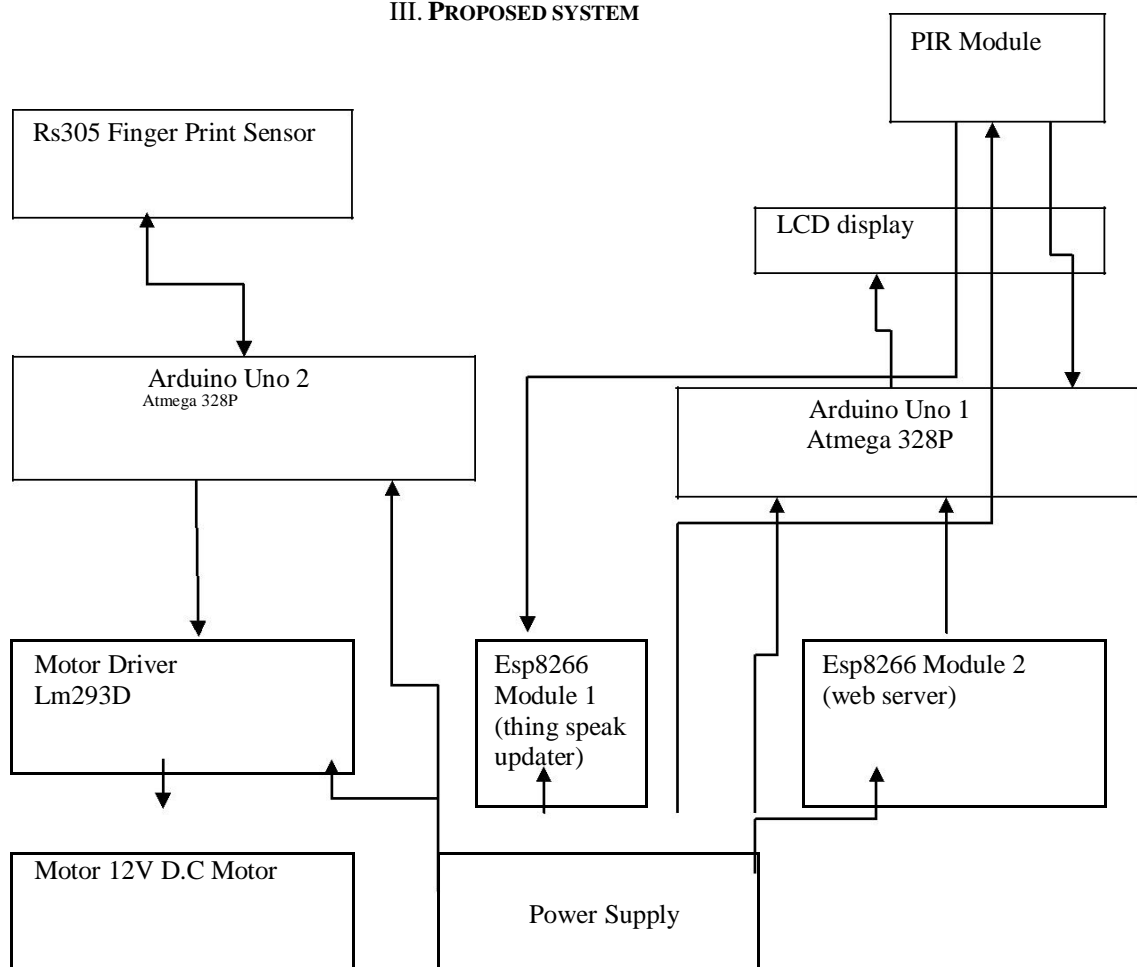 III. PROPOSED SYSTEM
PIR Module
Rs305 Finger Print Sensor
LCD display
Arduino Uno 2
Atmega 328P
Arduino Uno 1
Atmega 328P
Motor Driver
Lm293D
Esp8266
Module 1
(thing speak
updater)
Esp8266 Module 2
(web server)
Motor 12V D.C Motor
Power Supply